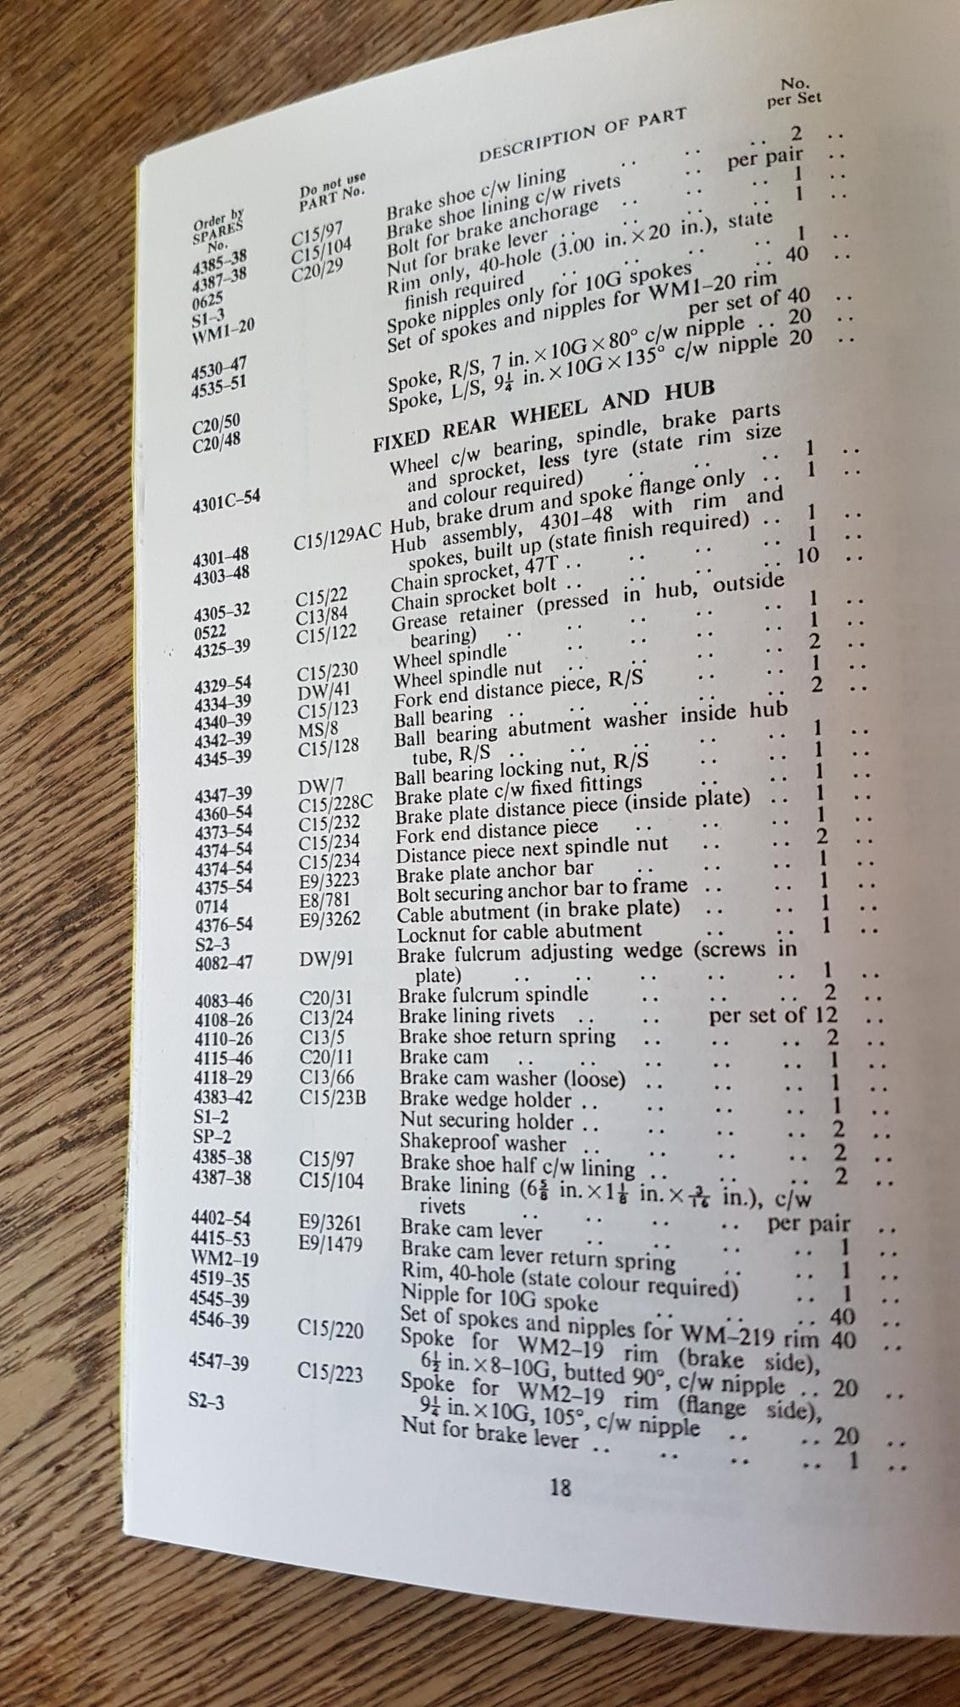 Order by SPARES No. Do not use PART No. DESCRIPTION OF PART No. per Set
4385–38 C15/97 Brake shoe c/w lining .. .. .. 2 ..
4387–38 C15/104 Brake shoe lining c/w rivets .. per pair ..
0625 C20/29 Bolt for brake anchorage .. .. .. 1 ..
S1–3 Nut for brake lever .. .. .. .. 1 ..
WM1–20 Rim only, 40-hole (3.00 in. × 20 in.), state
finish required .. .. .. .. 1 ..
4530–47 Spoke nipples only for 10G spokes .. 40 ..
4535–51 Set of spokes and nipples for WM1–20 rim
per set of 40 ..
C20/50 Spoke, R/S, 7 in. × 10G × 80° c/w nipple .. 20 ..
C20/48 Spoke, L/S, 9¼ in. × 10G × 135° c/w nipple 20 ..
FIXED REAR WHEEL AND HUB
4301C–54 Wheel c/w bearing, spindle, brake parts
and sprocket, less tyre (state rim size
and colour required) .. .. .. 1 ..
4301–48 C15/129AC Hub, brake drum and spoke flange only .. 1 ..
4303–48 Hub assembly, 4301–48 with rim and
spokes, built up (state finish required) .. 1 ..
4305–32 C15/22 Chain sprocket, 47T .. .. .. .. 1 ..
0522 C13/84 Chain sprocket bolt .. .. .. .. 10 ..
4325–39 C15/122 Grease retainer (pressed in hub, outside
bearing) .. .. .. .. .. 1 ..
4329–54 C15/230 Wheel spindle .. .. .. .. 1 ..
4334–39 DW/41 Wheel spindle nut .. .. .. .. 2 ..
4340–39 C15/123 Fork end distance piece, R/S .. .. 1 ..
4342–39 MS/8 Ball bearing .. .. .. .. .. 2 ..
4345–39 C15/128 Ball bearing abutment washer inside hub
tube, R/S .. .. .. .. .. 1 ..
4347–39 DW/7 Ball bearing locking nut, R/S .. .. 1 ..
4360–54 C15/228C Brake plate c/w fixed fittings .. .. 1 ..
4373–54 C15/232 Brake plate distance piece (inside plate) .. 1 ..
4374–54 C15/234 Fork end distance piece .. .. .. 1 ..
4374–54 C15/234 Distance piece next spindle nut .. .. 2 ..
4375–54 E9/3223 Brake plate anchor bar .. .. .. 1 ..
0714 E8/781 Bolt securing anchor bar to frame .. .. 1 ..
4376–54 E9/3262 Cable abutment (in brake plate) .. .. 1 ..
S2–3 Locknut for cable abutment .. .. 1 ..
4082–47 DW/91 Brake fulcrum adjusting wedge (screws in
plate) .. .. .. .. .. 1 ..
4083–46 C20/31 Brake fulcrum spindle .. .. .. 2 ..
4108–26 C13/24 Brake lining rivets .. .. per set of 12 ..
4110–26 C13/5 Brake shoe return spring .. .. .. 2 ..
4115–46 C20/11 Brake cam .. .. .. .. .. 1 ..
4118–29 C13/66 Brake cam washer (loose) .. .. .. 1 ..
4383–42 C15/23B Brake wedge holder .. .. .. .. 1 ..
S1–2 Nut securing holder .. .. .. .. 2 ..
SP–2 Shakeproof washer .. .. .. .. 2 ..
4385–38 C15/97 Brake shoe half c/w lining .. .. .. 2 ..
4387–38 C15/104 Brake lining (6⅝ in. × 1⅛ in. × 3/16 in.), c/w
rivets .. .. .. .. per pair ..
4402–54 E9/3261 Brake cam lever .. .. .. .. 1 ..
4415–53 E9/1479 Brake cam lever return spring .. .. 1 ..
WM2–19 Rim, 40-hole (state colour required) .. 1 ..
4519–35 Nipple for 10G spoke .. .. .. 40 ..
4545–39 Set of spokes and nipples for WM–219 rim 40 ..
4546–39 C15/220 Spoke for WM2–19 rim (brake side),
6½ in. × 8–10G, butted 90°, c/w nipple .. 20 ..
4547–39 C15/223 Spoke for WM2–19 rim (flange side),
9¼ in. × 10G, 105°, c/w nipple .. .. 20 ..
S2–3 Nut for brake lever .. .. .. .. 1 ..
18